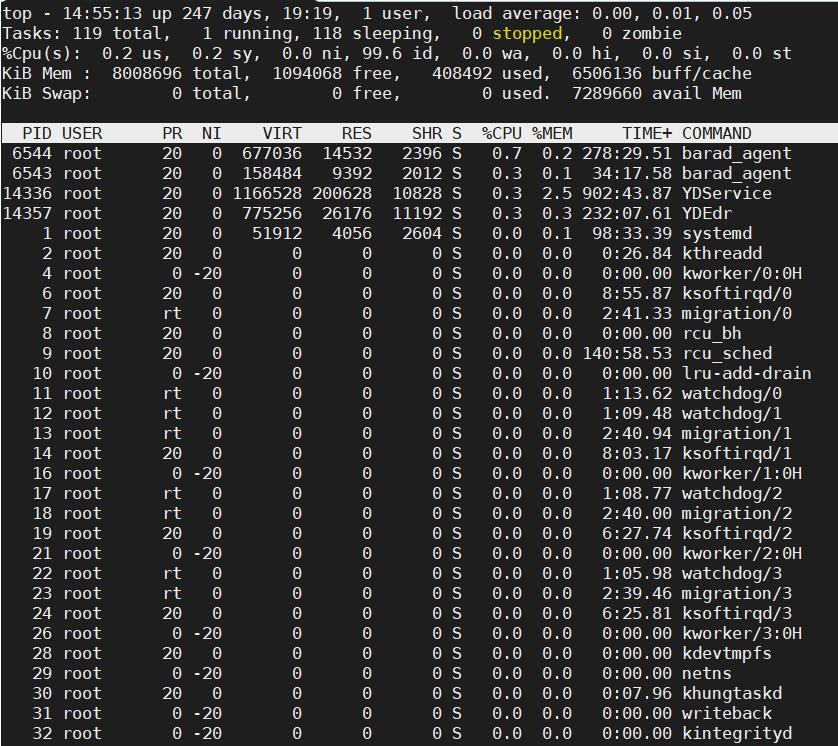 top - 14:55:13 up 247 days, 19:19,  1 user,  load average: 0.00, 0.01, 0.05
Tasks: 119 total,   1 running, 118 sleeping,   0 stopped,   0 zombie
%Cpu(s):  0.2 us,  0.2 sy,  0.0 ni, 99.6 id,  0.0 wa,  0.0 hi,  0.0 si,  0.0 st
KiB Mem :  8008696 total,  1094068 free,   408492 used,  6506136 buff/cache
KiB Swap:        0 total,        0 free,        0 used.  7289660 avail Mem
  PID USER      PR  NI    VIRT    RES    SHR S  %CPU %MEM     TIME+ COMMAND
 6544 root      20   0  677036  14532   2396 S   0.7  0.2 278:29.51 barad_agent
 6543 root      20   0  158484   9392   2012 S   0.3  0.1  34:17.58 barad_agent
14336 root      20   0 1166528 200628  10828 S   0.3  2.5 902:43.87 YDService
14357 root      20   0  775256  26176  11192 S   0.3  0.3 232:07.61 YDEdr
    1 root      20   0   51912   4056   2604 S   0.0  0.1  98:33.39 systemd
    2 root      20   0       0      0      0 S   0.0  0.0   0:26.84 kthreadd
    4 root       0 -20       0      0      0 S   0.0  0.0   0:00.00 kworker/0:0H
    6 root      20   0       0      0      0 S   0.0  0.0   8:55.87 ksoftirqd/0
    7 root      rt   0       0      0      0 S   0.0  0.0   2:41.33 migration/0
    8 root      20   0       0      0      0 S   0.0  0.0   0:00.00 rcu_bh
    9 root      20   0       0      0      0 S   0.0  0.0 140:58.53 rcu_sched
   10 root       0 -20       0      0      0 S   0.0  0.0   0:00.00 lru-add-drain
   11 root      rt   0       0      0      0 S   0.0  0.0   1:13.62 watchdog/0
   12 root      rt   0       0      0      0 S   0.0  0.0   1:09.48 watchdog/1
   13 root      rt   0       0      0      0 S   0.0  0.0   2:40.94 migration/1
   14 root      20   0       0      0      0 S   0.0  0.0   8:03.17 ksoftirqd/1
   16 root       0 -20       0      0      0 S   0.0  0.0   0:00.00 kworker/1:0H
   17 root      rt   0       0      0      0 S   0.0  0.0   1:08.77 watchdog/2
   18 root      rt   0       0      0      0 S   0.0  0.0   2:40.00 migration/2
   19 root      20   0       0      0      0 S   0.0  0.0   6:27.74 ksoftirqd/2
   21 root       0 -20       0      0      0 S   0.0  0.0   0:00.00 kworker/2:0H
   22 root      rt   0       0      0      0 S   0.0  0.0   1:05.98 watchdog/3
   23 root      rt   0       0      0      0 S   0.0  0.0   2:39.46 migration/3
   24 root      20   0       0      0      0 S   0.0  0.0   6:25.81 ksoftirqd/3
   26 root       0 -20       0      0      0 S   0.0  0.0   0:00.00 kworker/3:0H
   28 root      20   0       0      0      0 S   0.0  0.0   0:00.00 kdevtmpfs
   29 root       0 -20       0      0      0 S   0.0  0.0   0:00.00 netns
   30 root      20   0       0      0      0 S   0.0  0.0   0:07.96 khungtaskd
   31 root       0 -20       0      0      0 S   0.0  0.0   0:00.00 writeback
   32 root       0 -20       0      0      0 S   0.0  0.0   0:00.00 kintegrityd